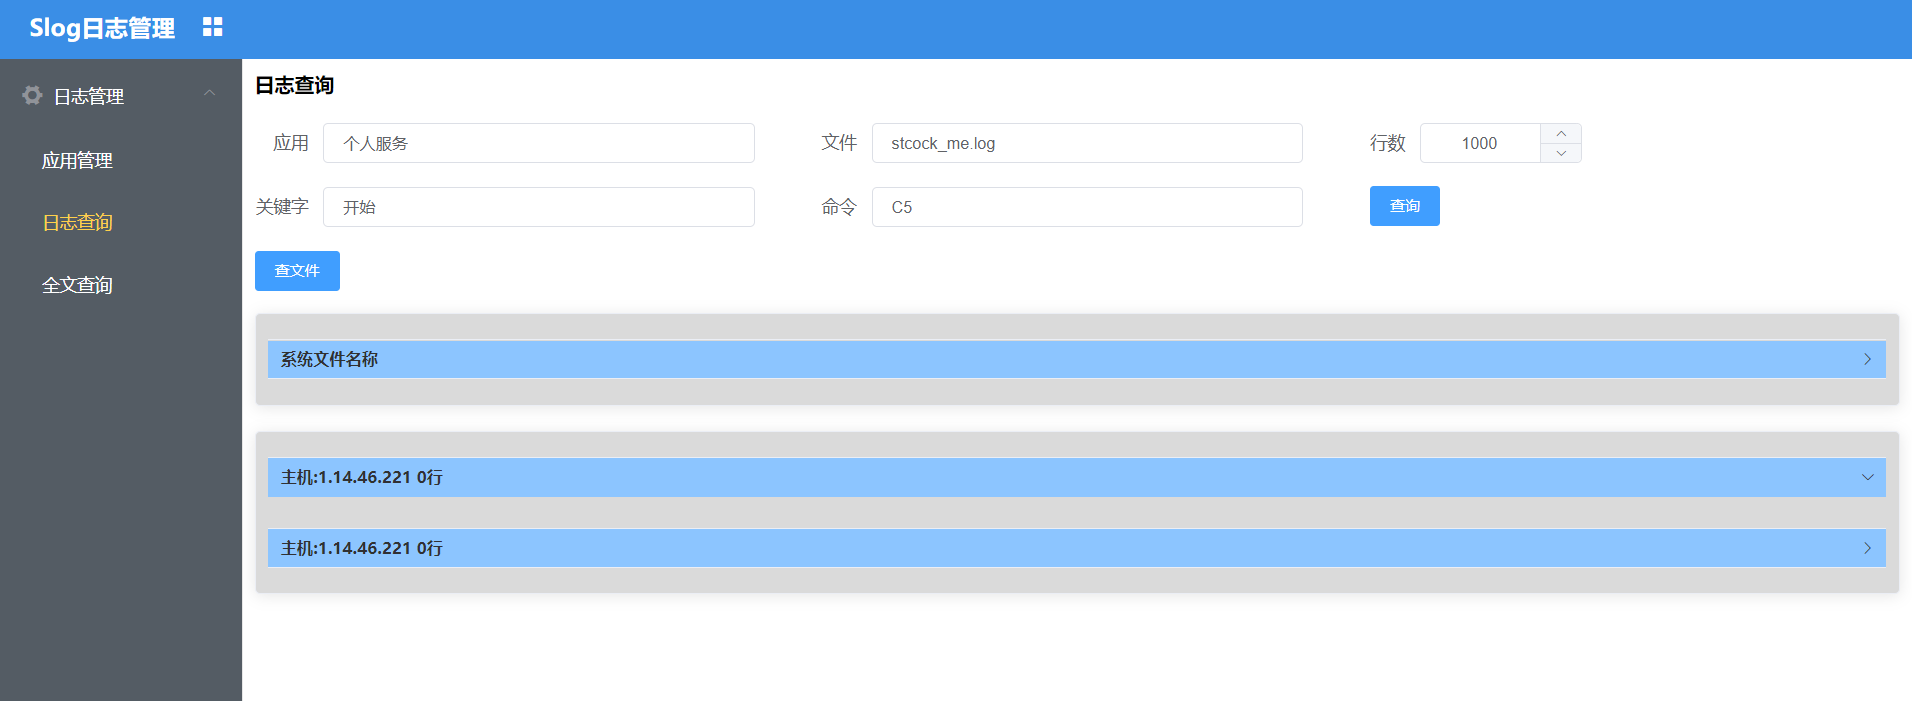 Slog日志管理
日志管理
应用管理
日志查询
全文查询
日志查询
应用 个人服务 文件 stcock_me.log 行数 1000
关键字 开始 命令 C5 查询
查文件
系统文件名称
主机:1.14.46.221 0行
主机:1.14.46.221 0行